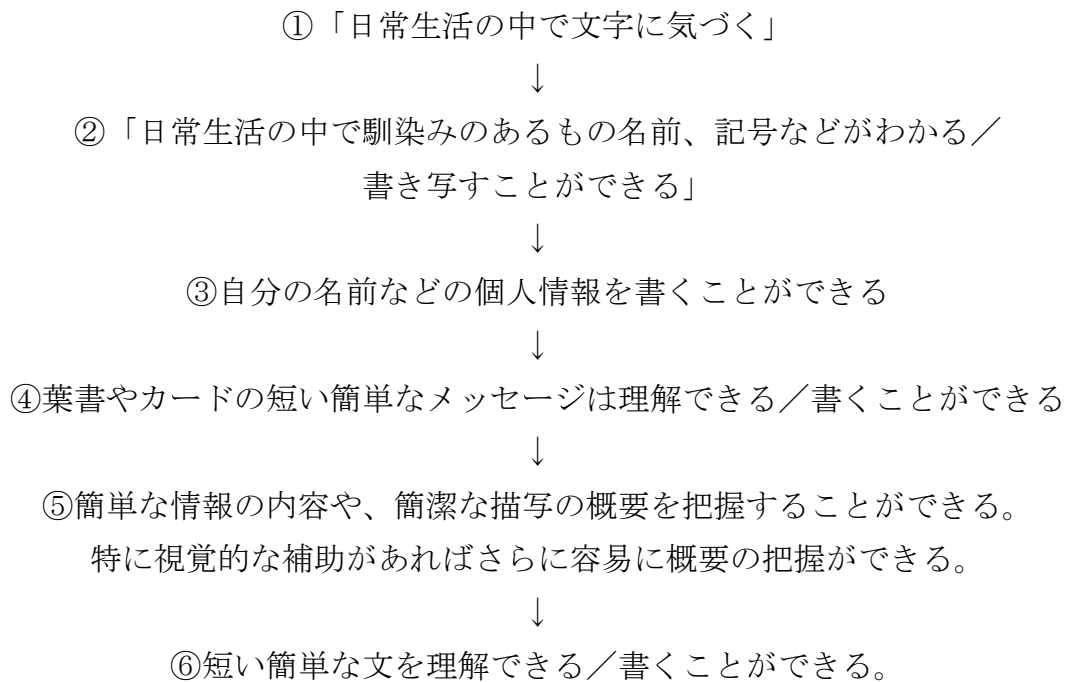 ①「日常生活の中で文字に気づく」
↓
②「日常生活の中で馴染みのあるもの名前、記号などがわかる／
書き写すことができる」
↓
③自分の名前などの個人情報を書くことができる
↓
④葉書やカードの短い簡単なメッセージは理解できる／書くことができる
↓
⑤簡単な情報の内容や、簡潔な描写の概要を把握することができる。
特に視覚的な補助があればさらに容易に概要の把握ができる。
↓
⑥短い簡単な文を理解できる／書くことができる。